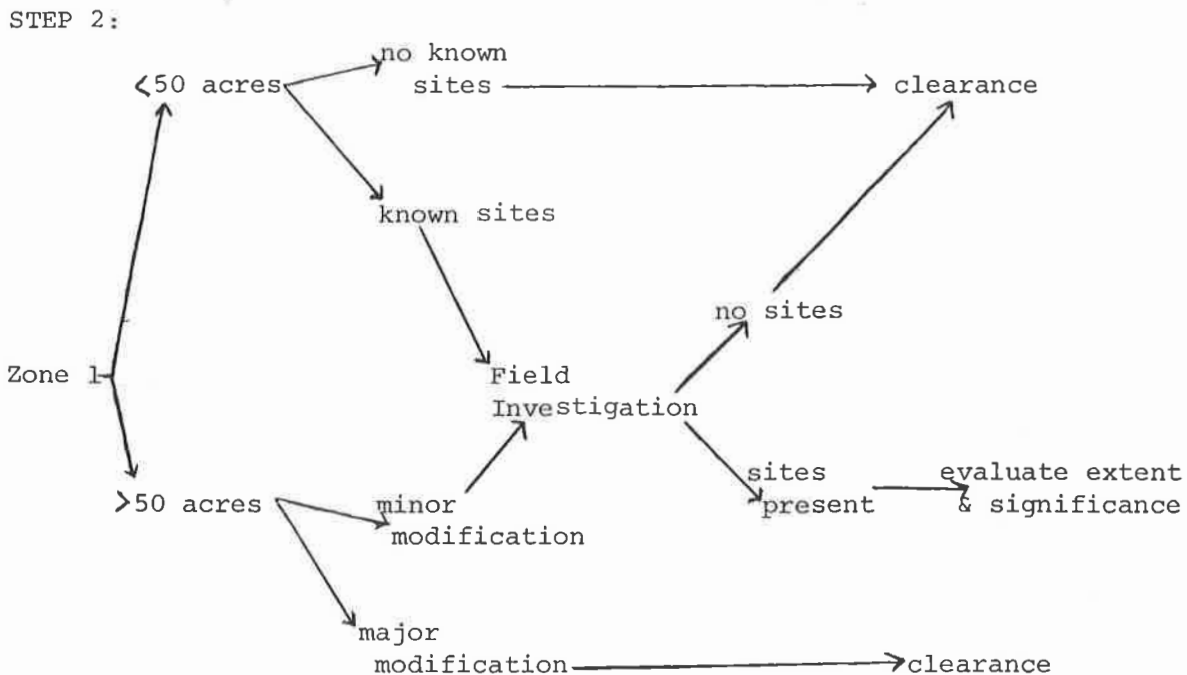 STEP 2:
no known
<50 acres
sites
clearance
known sites
no sites
Zone 1
Field
Investigation
sites
present
evaluate extent
& significance
>50 acres
minor
modification
major
modification
clearance